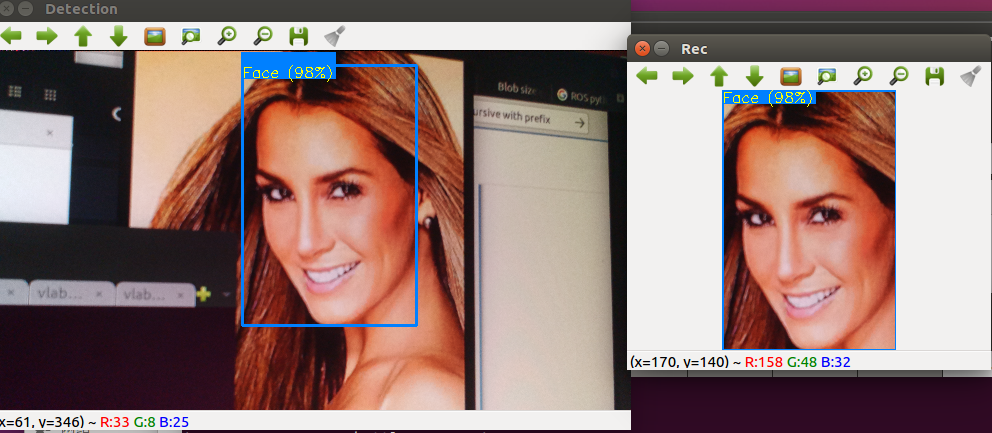 Detection
Face (98%)
Blob size
ROS py
ursive with prefix
vlab...
vlab...
x=61, y=346) ~ R:33 G:8 B:25
Rec
Face (98%)
(x=170, y=140) ~ R:158 G:48 B:32